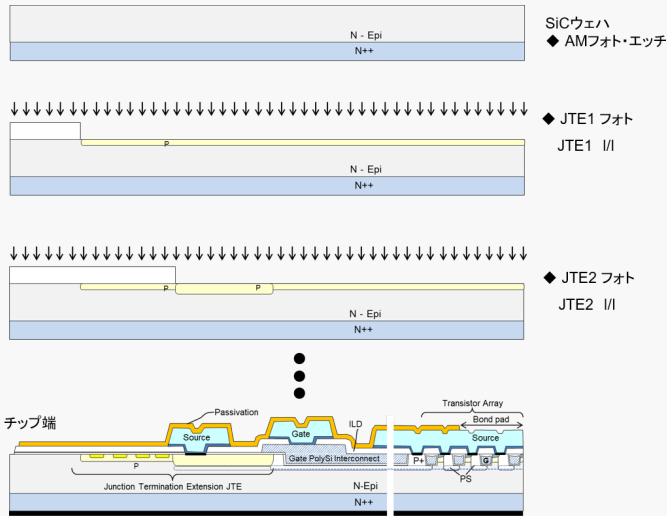 SiCウェハ
◆ AMフォト・エッチ
N - Epi
N++
◆ JTE1 フォト
JTE1 I/I
P
N - Epi
N++
◆ JTE2 フォト
JTE2 I/I
P
P
N - Epi
N++
Transistor Array
Bond pad
チップ端
Passivation
ILD
Source
Gate
Source
Gate PolySi Interconnect
P+
G
P
PS
Junction Termination Extension JTE
N-Epi
N++